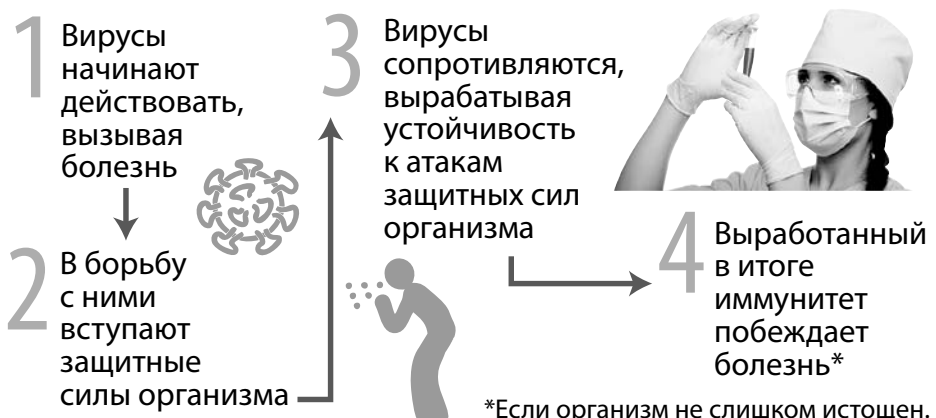 1
Вирусы
начинают
действовать,
вызывая
болезнь
2
В борьбу
с ними
вступают
защитные
силы организма
3
Вирусы
сопротивляются,
вырабатывая
устойчивость
к атакам
защитных сил
организма
4
Выработанный
в итоге
иммунитет
побеждает
болезнь*
*Если организм не слишком истощен.